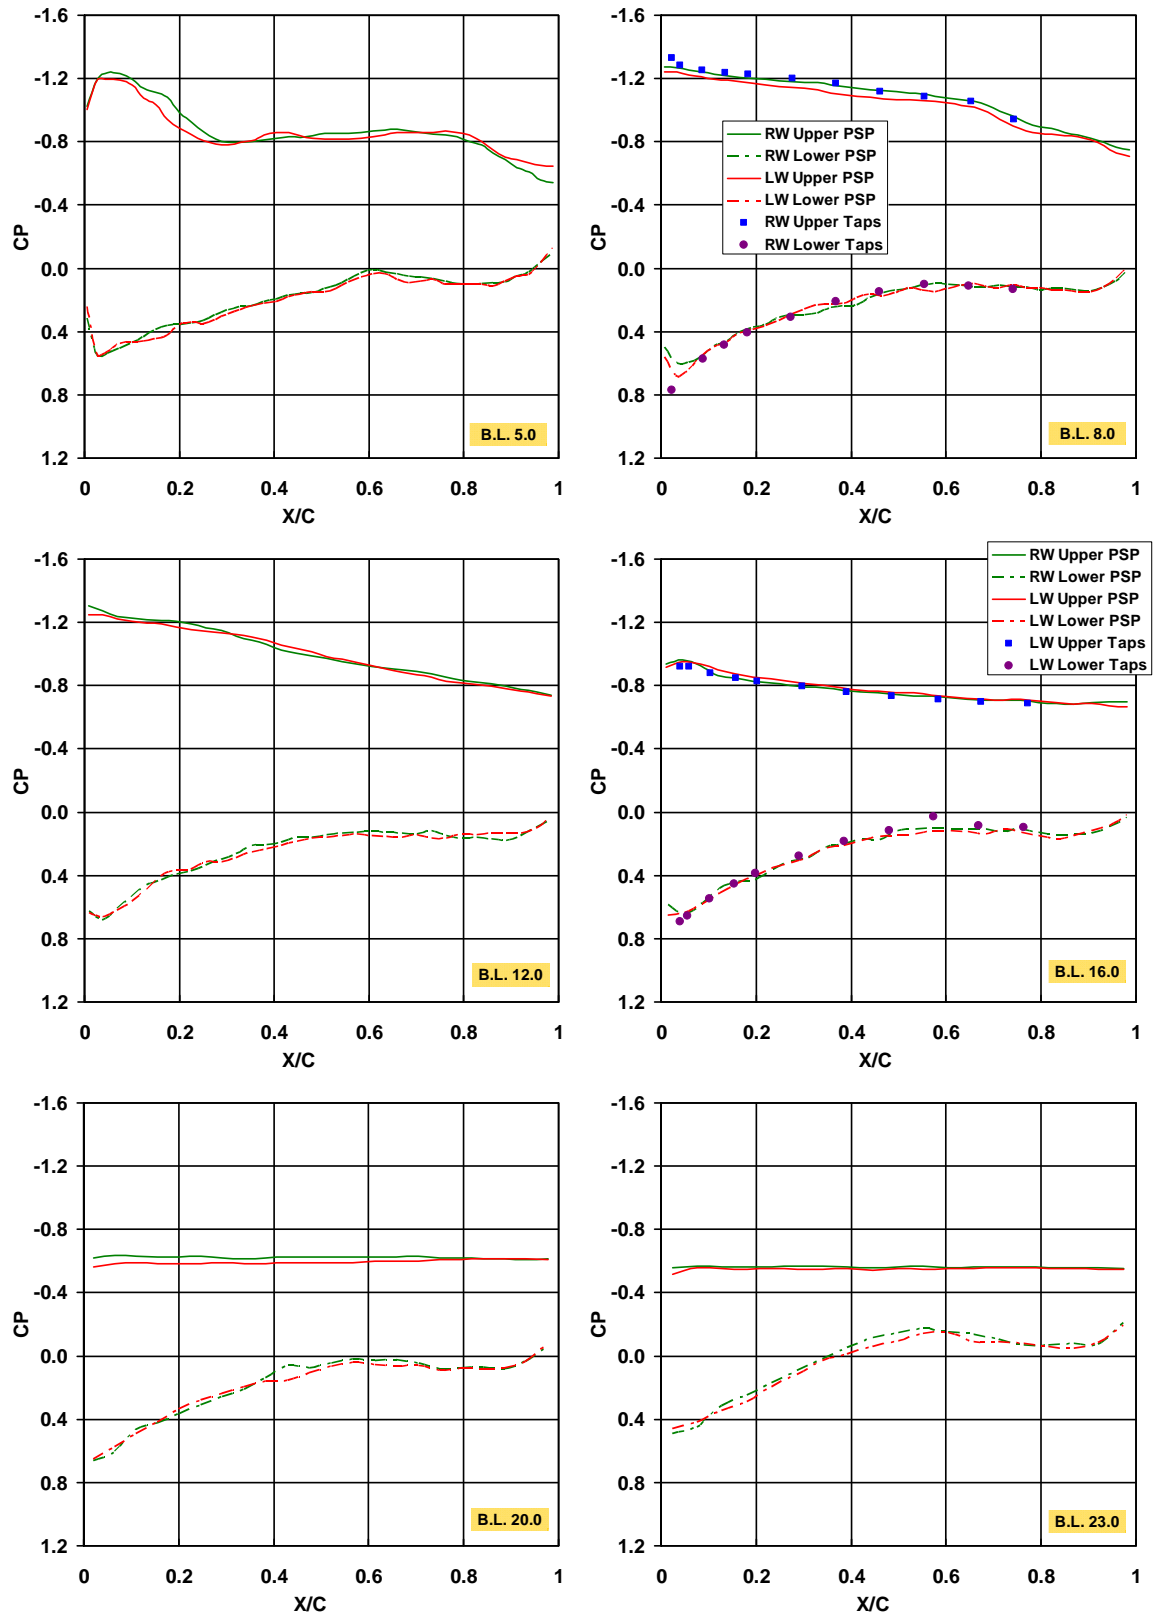 -1.6
-1.2
-0.8
-0.4
0.0
0.4
0.8
1.2
CP
0 0.2 0.4 0.6 0.8 1
X/C
B.L. 5.0
-1.6
-1.2
-0.8
-0.4
0.0
0.4
0.8
1.2
CP
0 0.2 0.4 0.6 0.8 1
X/C
RW Upper PSP
RW Lower PSP
LW Upper PSP
LW Lower PSP
RW Upper Taps
RW Lower Taps
B.L. 8.0
-1.6
-1.2
-0.8
-0.4
0.0
0.4
0.8
1.2
CP
0 0.2 0.4 0.6 0.8 1
X/C
B.L. 12.0
-1.6
-1.2
-0.8
-0.4
0.0
0.4
0.8
1.2
CP
0 0.2 0.4 0.6 0.8 1
X/C
RW Upper PSP
RW Lower PSP
LW Upper PSP
LW Lower PSP
LW Upper Taps
LW Lower Taps
B.L. 16.0
-1.6
-1.2
-0.8
-0.4
0.0
0.4
0.8
1.2
CP
0 0.2 0.4 0.6 0.8 1
X/C
B.L. 20.0
-1.6
-1.2
-0.8
-0.4
0.0
0.4
0.8
1.2
CP
0 0.2 0.4 0.6 0.8 1
X/C
B.L. 23.0